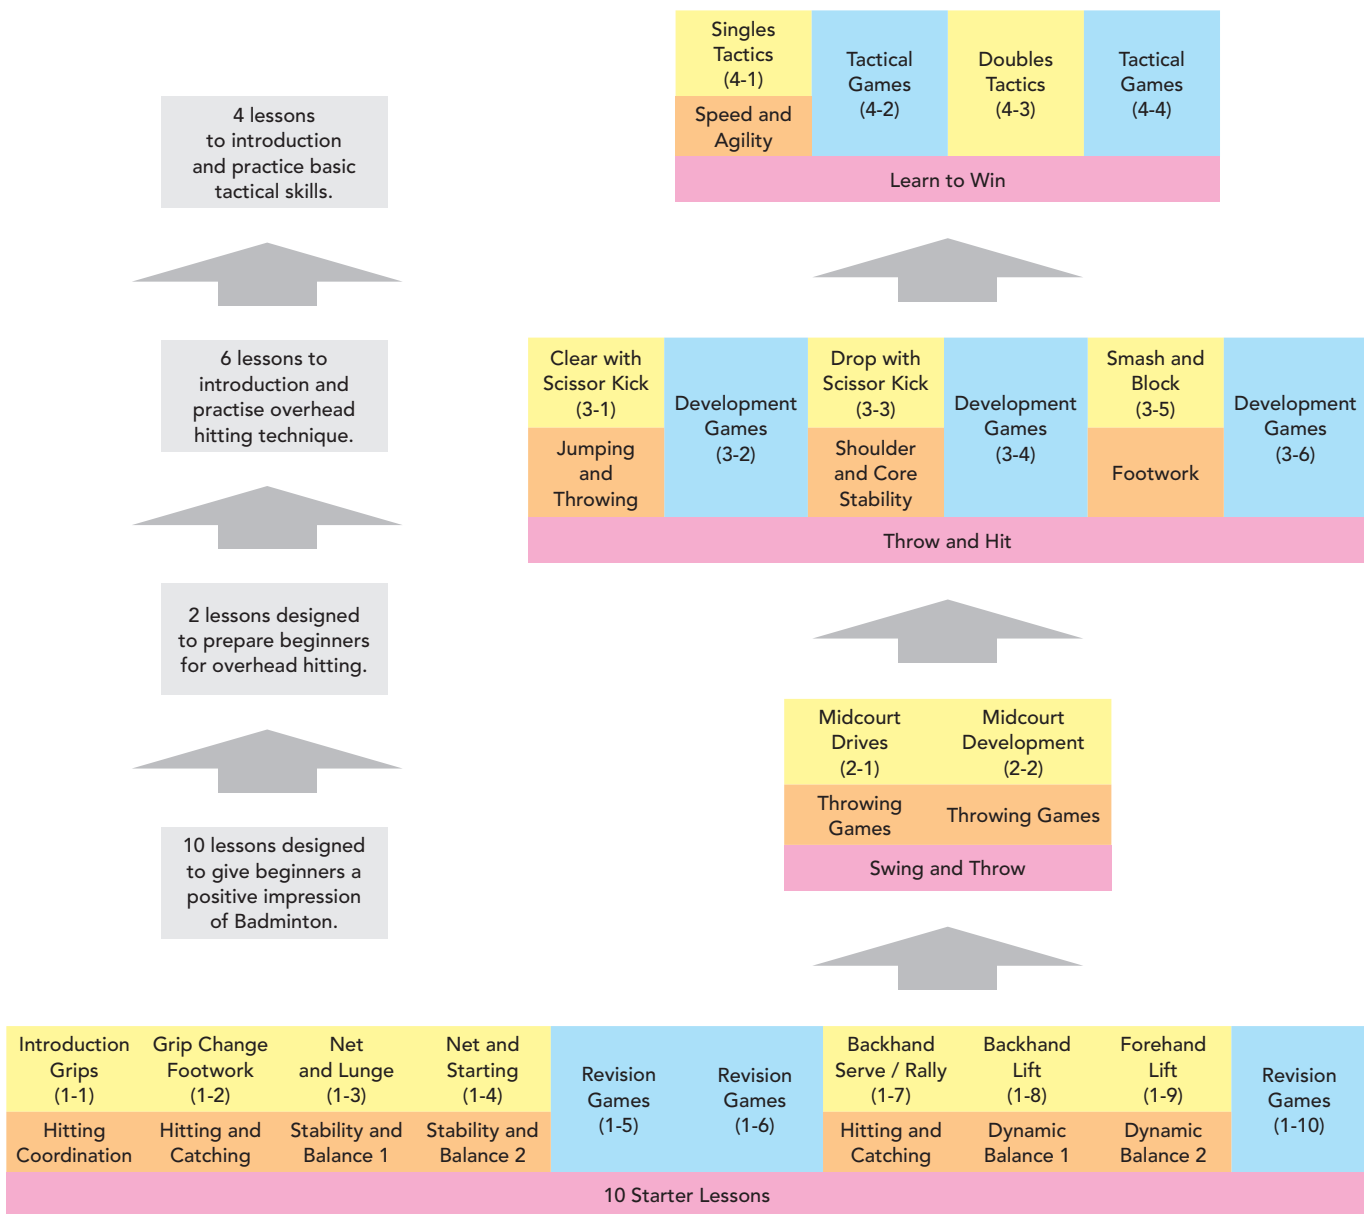 Singles
Tactics
(4-1)
Speed and
Agility
Tactical
Games
(4-2)
Doubles
Tactics
(4-3)
Tactical
Games
(4-4)
Learn to Win
4 lessons
to introduction
and practice basic
tactical skills.
6 lessons to
introduction and
practise overhead
hitting technique.
Clear with
Scissor Kick
(3-1)
Jumping
and
Throwing
Development
Games
(3-2)
Drop with
Scissor Kick
(3-3)
Shoulder
and Core
Stability
Development
Games
(3-4)
Smash and
Block
(3-5)
Footwork
Development
Games
(3-6)
Throw and Hit
2 lessons designed
to prepare beginners
for overhead hitting.
Midcourt
Drives
(2-1)
Throwing
Games
Midcourt
Development
(2-2)
Throwing Games
Swing and Throw
10 lessons designed
to give beginners a
positive impression
of Badminton.
Introduction
Grips
(1-1)
Hitting
Coordination
Grip Change
Footwork
(1-2)
Hitting and
Catching
Net
and Lunge
(1-3)
Stability and
Balance 1
Net and
Starting
(1-4)
Stability and
Balance 2
Revision
Games
(1-5)
Revision
Games
(1-6)
Backhand
Serve / Rally
(1-7)
Hitting and
Catching
Backhand
Lift
(1-8)
Dynamic
Balance 1
Forehand
Lift
(1-9)
Dynamic
Balance 2
Revision
Games
(1-10)
10 Starter Lessons